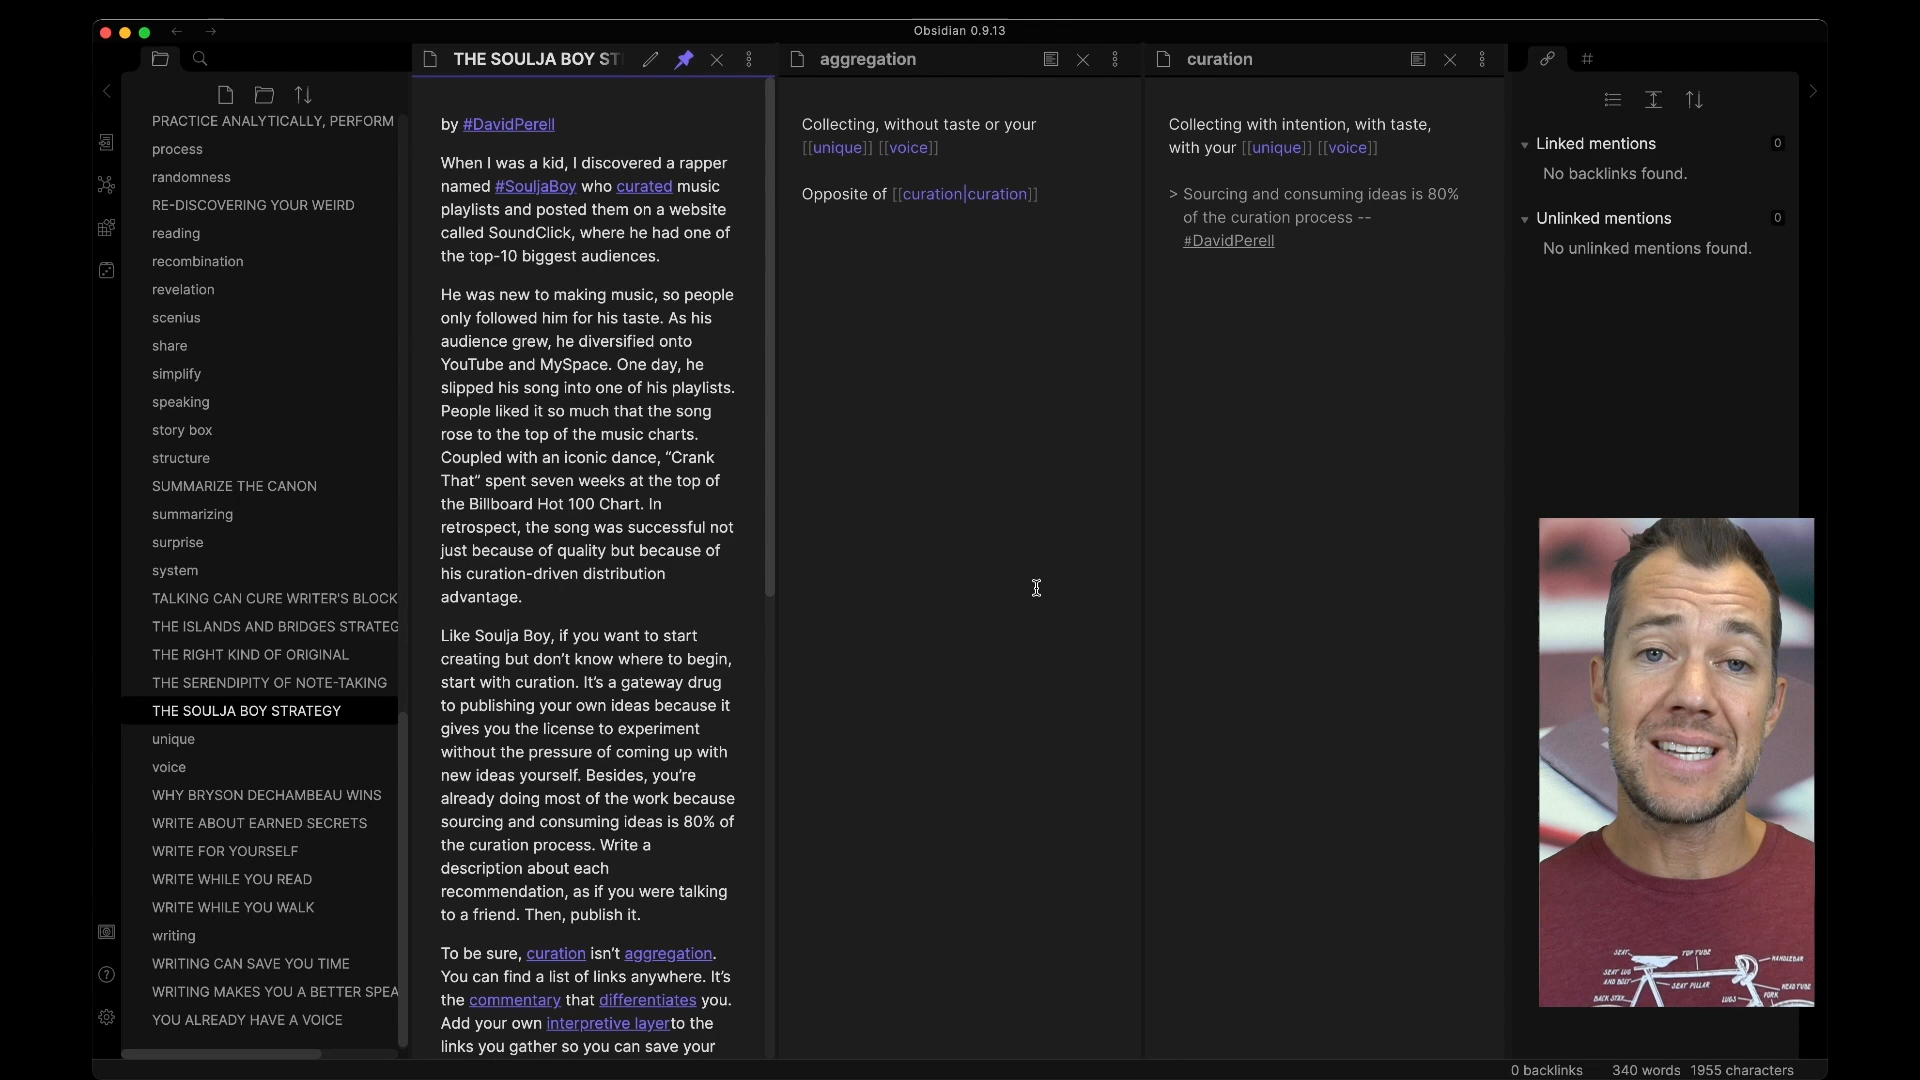 Obsidian 0.9.13
THE SOULJA BOY ST
aggregation
curation
PRACTICE ANALYTICALLY, PERFORM
process
randomness
RE-DISCOVERING YOUR WEIRD
reading
recombination
revelation
scenius
share
simplify
speaking
story box
structure
SUMMARIZE THE CANON
summarizing
surprise
system
TALKING CAN CURE WRITER'S BLOCK
THE ISLANDS AND BRIDGES STRATEG
THE RIGHT KIND OF ORIGINAL
THE SERENDIPITY OF NOTE-TAKING
THE SOULJA BOY STRATEGY
unique
voice
WHY BRYSON DECHAMBEAU WINS
WRITE ABOUT EARNED SECRETS
WRITE FOR YOURSELF
WRITE WHILE YOU READ
WRITE WHILE YOU WALK
writing
WRITING CAN SAVE YOU TIME
WRITING MAKES YOU A BETTER SPEA
YOU ALREADY HAVE A VOICE
by #DavidPerell
When I was a kid, I discovered a rapper
named #SouljaBoy who curated music
playlists and posted them on a website
called SoundClick, where he had one of
the top-10 biggest audiences.
He was new to making music, so people
only followed him for his taste. As his
audience grew, he diversified onto
YouTube and MySpace. One day, he
slipped his song into one of his playlists.
People liked it so much that the song
rose to the top of the music charts.
Coupled with an iconic dance, “Crank
That” spent seven weeks at the top of
the Billboard Hot 100 Chart. In
retrospect, the song was successful not
just because of quality but because of
his curation-driven distribution
advantage.
Like Soulja Boy, if you want to start
creating but don’t know where to begin,
start with curation. It’s a gateway drug
to publishing your own ideas because it
gives you the license to experiment
without the pressure of coming up with
new ideas yourself. Besides, you’re
already doing most of the work because
sourcing and consuming ideas is 80% of
the curation process. Write a
description about each
recommendation, as if you were talking
to a friend. Then, publish it.
To be sure, curation isn’t aggregation.
You can find a list of links anywhere. It’s
the commentary that differentiates you.
Add your own interpretive layerto the
links you gather so you can save your
Collecting, without taste or your
[[unique]] [[voice]]
Opposite of [[curation|curation]]
Collecting with intention, with taste,
with your [[unique]] [[voice]]
> Sourcing and consuming ideas is 80%
of the curation process --
#DavidPerell
Linked mentions 0
No backlinks found.
Unlinked mentions 0
No unlinked mentions found.
SEAT
TOP TUBE
HANDLEBAR
SEAT LUG
AND BOLT
SEAT PILLAR
HEAD TUBE
BACK STAY
LUGS
FORK
0 backlinks 340 words 1955 characters